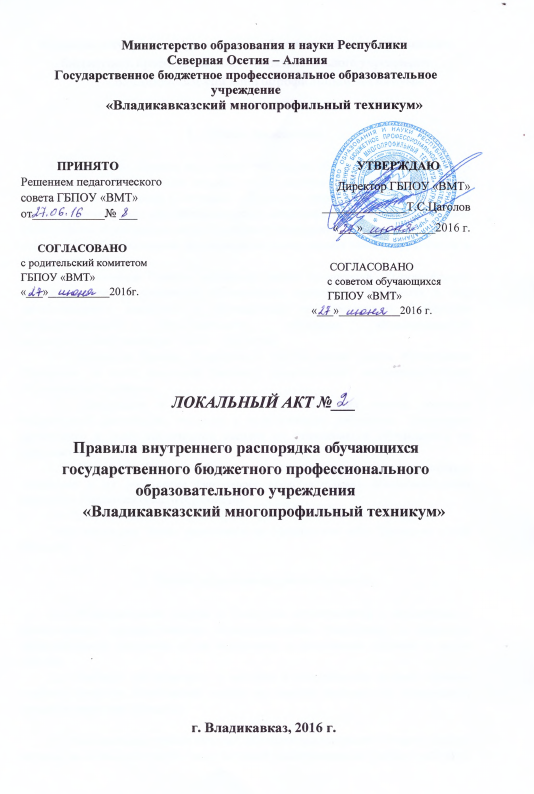 Министерство образования и науки Республики
Северная Осетия – Алания
Государственное бюджетное профессиональное образовательное
учреждение
«Владикавказский многопрофильный техникум»
ПРИНЯТО
Решением педагогического
совета ГБПОУ «ВМТ»
от 27.06.16 № 8
УТВЕРЖДАЮ
Директор ГБПОУ «ВМТ»
Т.С.Цаголов
«27» июня 2016 г.
СОГЛАСОВАНО
с родительский комитетом
ГБПОУ «ВМТ»
«27» июня 2016г.
СОГЛАСОВАНО
с советом обучающихся
ГБПОУ «ВМТ»
«27» июня 2016 г.
ЛОКАЛЬНЫЙ АКТ № 2
Правила внутреннего распорядка обучающихся
государственного бюджетного профессионального
образовательного учреждения
«Владикавказский многопрофильный техникум»
г. Владикавказ, 2016 г.